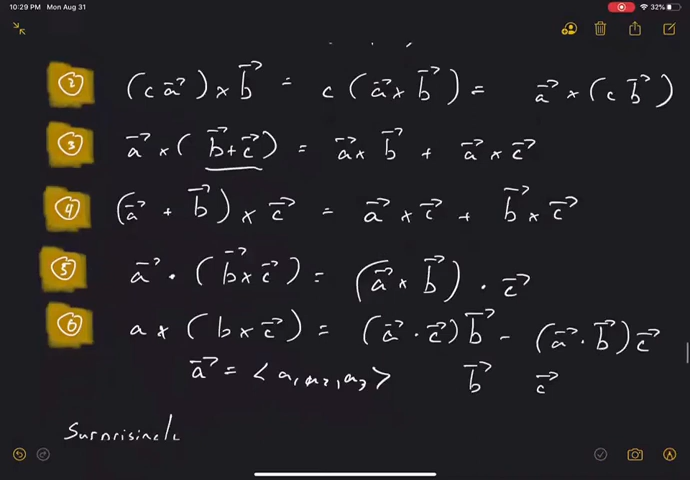 10:29 PM Mon Aug 31 32%
② (c a⃗) × b⃗ = c (a⃗ × b⃗) = a⃗ × (c b⃗)
③ a⃗ × (b⃗ + c⃗) = a⃗ × b⃗ + a⃗ × c⃗
④ (a⃗ + b⃗) × c⃗ = a⃗ × c⃗ + b⃗ × c⃗
⑤ a⃗ · (b⃗ × c⃗) = (a⃗ × b⃗) · c⃗
⑥ a × (b × c⃗) = (a⃗ · c⃗) b⃗ - (a⃗ · b⃗) c⃗
a⃗ = < a₁, a₂, a₃ > b⃗ c⃗